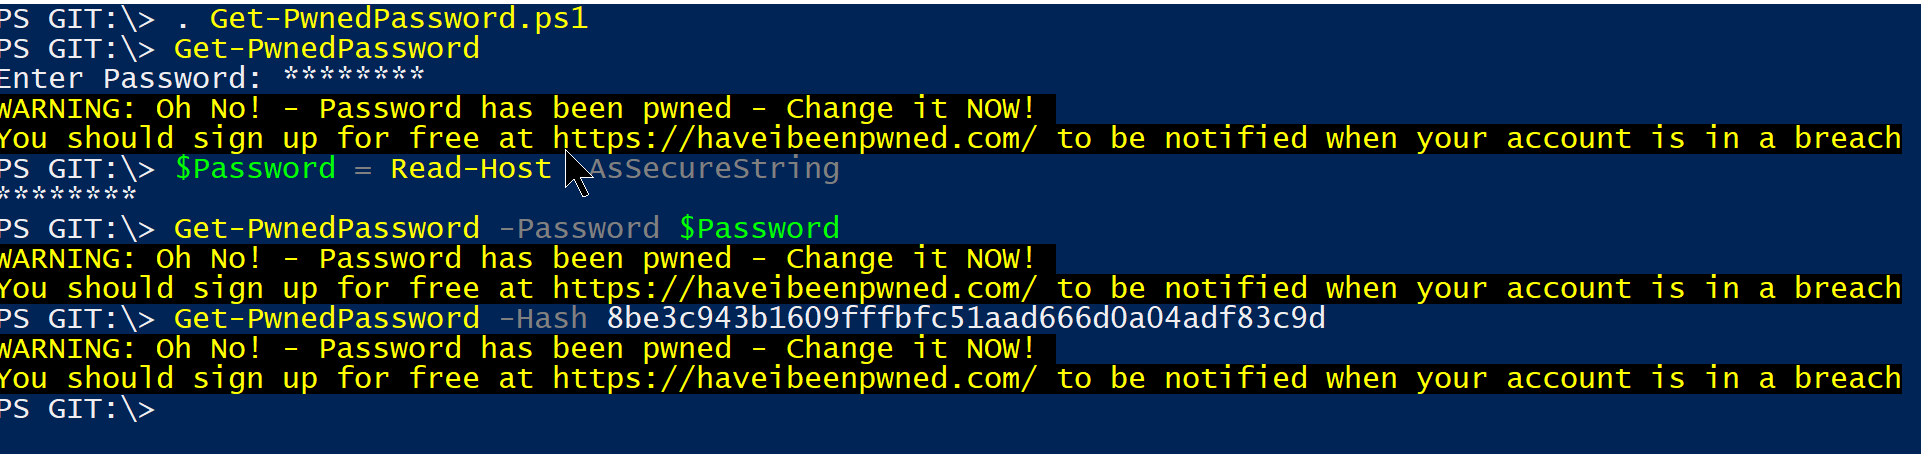 PS GIT:\> . Get-PwnedPassword.ps1
PS GIT:\> Get-PwnedPassword
Enter Password: ********
WARNING: Oh No! - Password has been pwned - Change it NOW!
You should sign up for free at https://haveibeenpwned.com/ to be notified when your account is in a breach
PS GIT:\> $Password = Read-Host -AsSecureString
********
PS GIT:\> Get-PwnedPassword -Password $Password
WARNING: Oh No! - Password has been pwned - Change it NOW!
You should sign up for free at https://haveibeenpwned.com/ to be notified when your account is in a breach
PS GIT:\> Get-PwnedPassword -Hash 8be3c943b1609fffbfc51aad666d0a04adf83c9d
WARNING: Oh No! - Password has been pwned - Change it NOW!
You should sign up for free at https://haveibeenpwned.com/ to be notified when your account is in a breach
PS GIT:\>